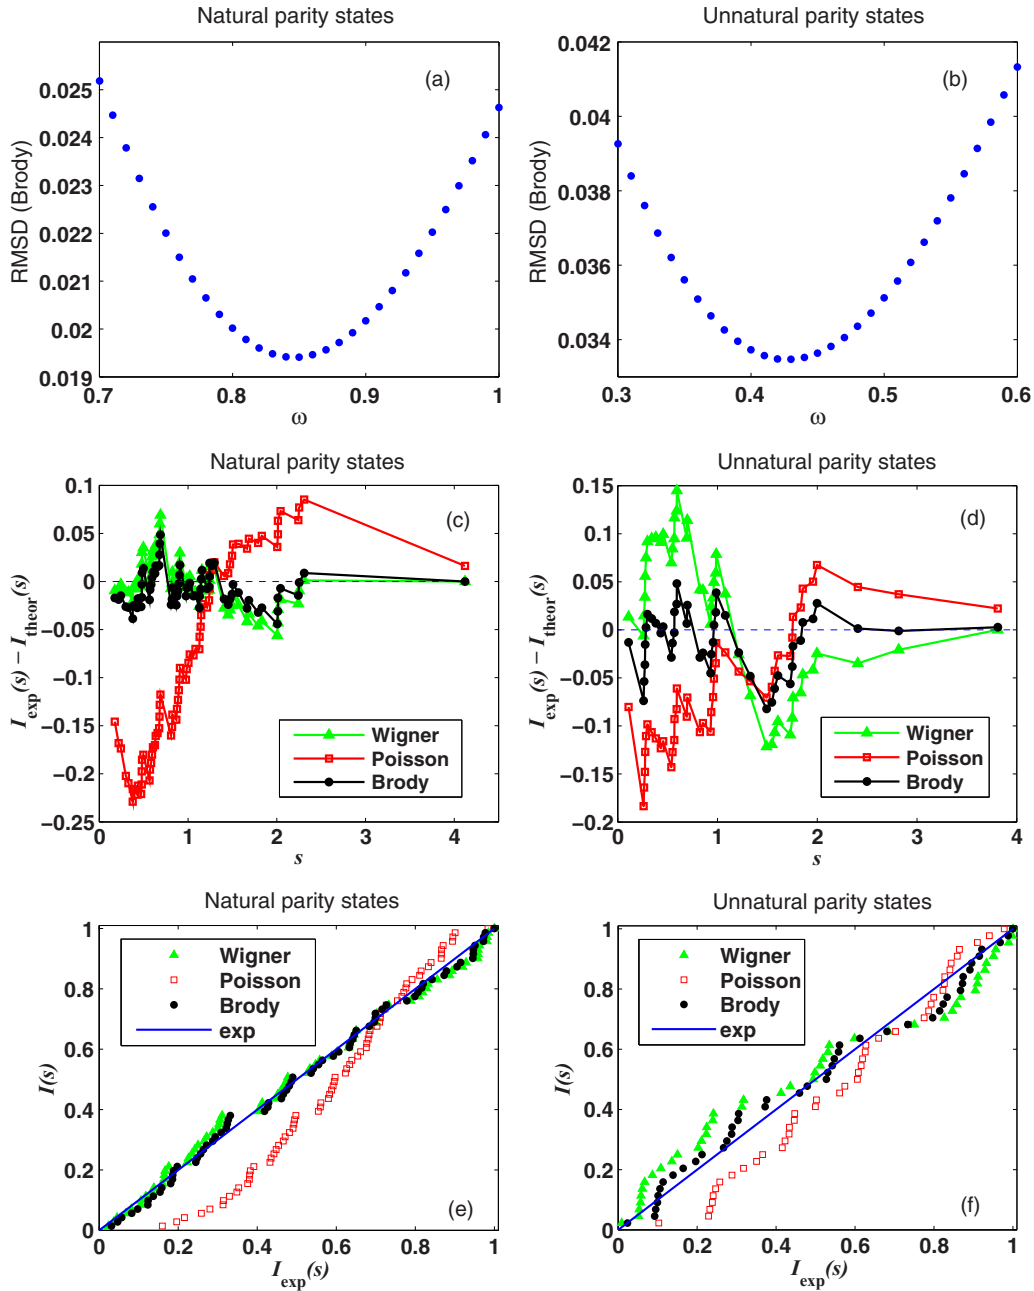 Natural parity states
Unnatural parity states
(a)
(b)
RMSD (Brody)
0.025
0.024
0.023
0.022
0.021
0.02
0.019
0.7
0.8
0.9
1
ω
RMSD (Brody)
0.042
0.04
0.038
0.036
0.034
0.3
0.4
0.5
0.6
ω
Natural parity states
Unnatural parity states
(c)
(d)
I_exp(s) − I_theor(s)
0.1
0.05
0
−0.05
−0.1
−0.15
−0.2
−0.25
0
1
2
3
4
s
Wigner
Poisson
Brody
I_exp(s) − I_theor(s)
0.15
0.1
0.05
0
−0.05
−0.1
−0.15
−0.2
0
1
2
3
4
s
Wigner
Poisson
Brody
Natural parity states
Unnatural parity states
(e)
(f)
I(s)
1
0.8
0.6
0.4
0.2
0
0
0.2
0.4
0.6
0.8
1
I_exp(s)
Wigner
Poisson
Brody
exp
I(s)
1
0.8
0.6
0.4
0.2
0
0
0.2
0.4
0.6
0.8
1
I_exp(s)
Wigner
Poisson
Brody
exp